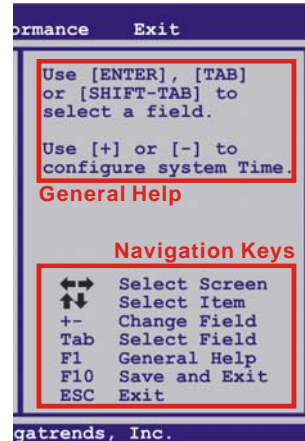 ormance Exit
Use [ENTER], [TAB]
or [SHIFT-TAB] to
select a field.
Use [+] or [-] to
configure system Time.
General Help
Navigation Keys
←→ Select Screen
↑↓ Select Item
+- Change Field
Tab Select Field
F1 General Help
F10 Save and Exit
ESC Exit
gatrends, Inc.